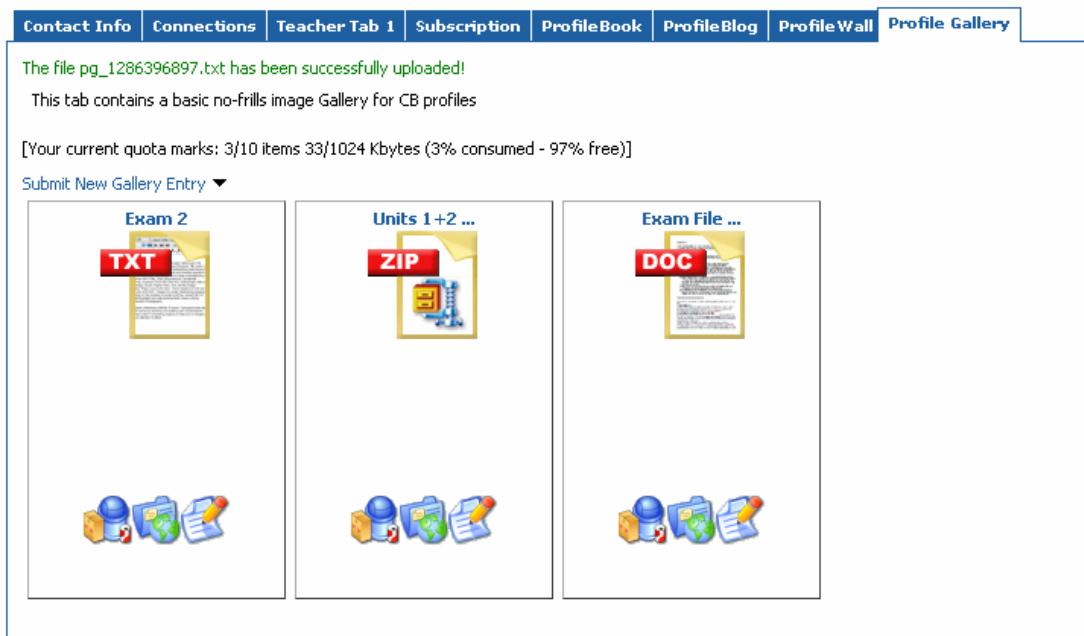 Contact Info Connections Teacher Tab 1 Subscription ProfileBook ProfileBlog ProfileWall Profile Gallery
The file pg_1286396897.txt has been successfully uploaded!
This tab contains a basic no-frills image Gallery for CB profiles
[Your current quota marks: 3/10 items 33/1024 Kbytes (3% consumed - 97% free)]
Submit New Gallery Entry
Exam 2 Units 1+2 ... Exam File ...
TXT ZIP DOC